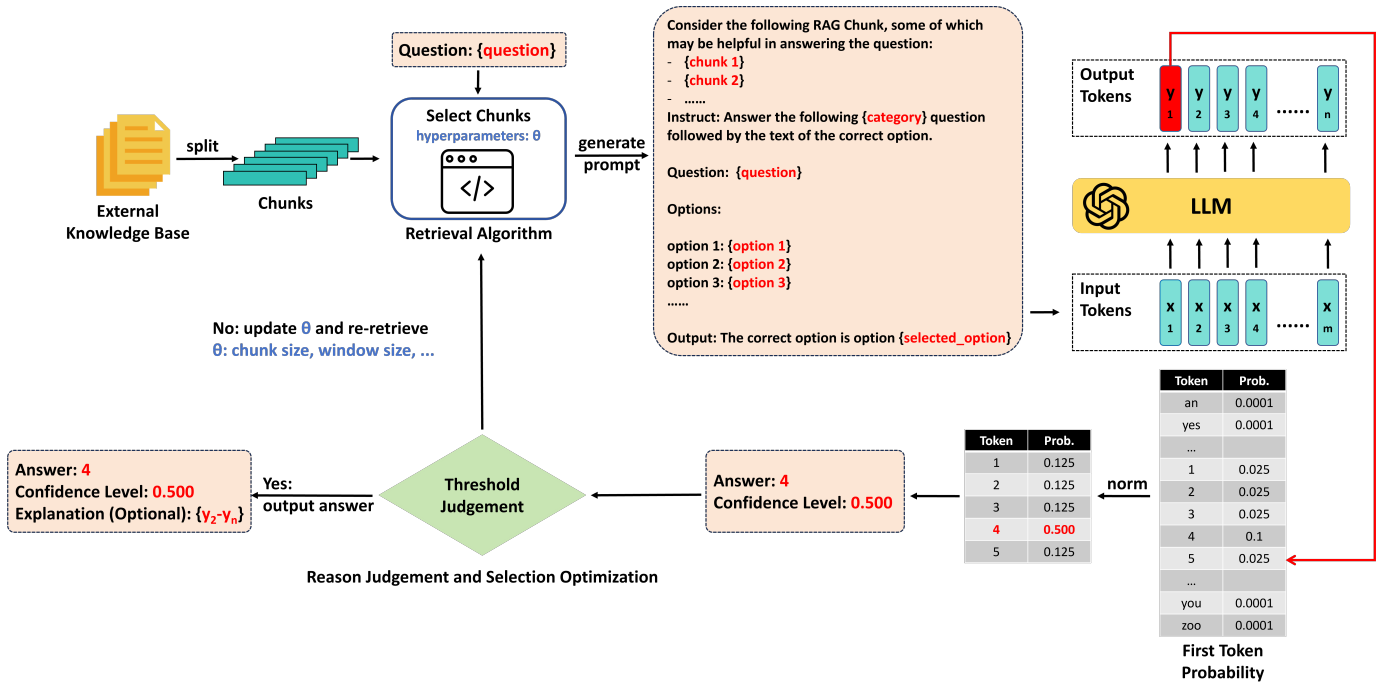 Question: {question}
Select Chunks
hyperparameters: θ
</>
Retrieval Algorithm
split
External
Knowledge Base
Chunks
generate
prompt
Consider the following RAG Chunk, some of which
may be helpful in answering the question:
- {chunk 1}
- {chunk 2}
- ……
Instruct: Answer the following {category} question
followed by the text of the correct option.
Question: {question}
Options:
option 1: {option 1}
option 2: {option 2}
option 3: {option 3}
……
Output: The correct option is option {selected_option}
Output
Tokens
y y y y …… y
1 2 3 4 n
LLM
Input
Tokens
x x x x …… x
1 2 3 4 m
Token Prob.
an 0.0001
yes 0.0001
…
1 0.025
2 0.025
3 0.025
4 0.1
5 0.025
…
you 0.0001
zoo 0.0001
First Token
Probability
norm
Token Prob.
1 0.125
2 0.125
3 0.125
4 0.500
5 0.125
Answer: 4
Confidence Level: 0.500
Threshold
Judgement
Reason Judgement and Selection Optimization
No: update θ and re-retrieve
θ: chunk size, window size, ...
Yes:
output answer
Answer: 4
Confidence Level: 0.500
Explanation (Optional): {y2-yn}